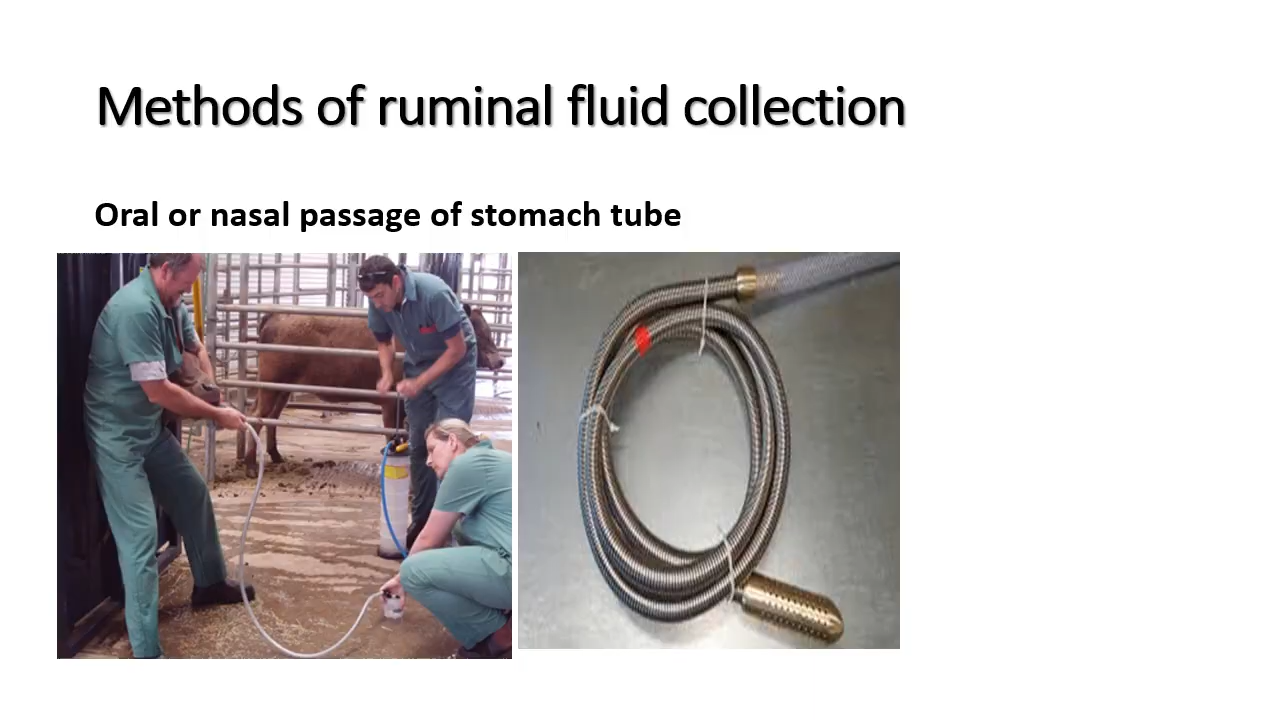 Methods of ruminal fluid collection
Oral or nasal passage of stomach tube